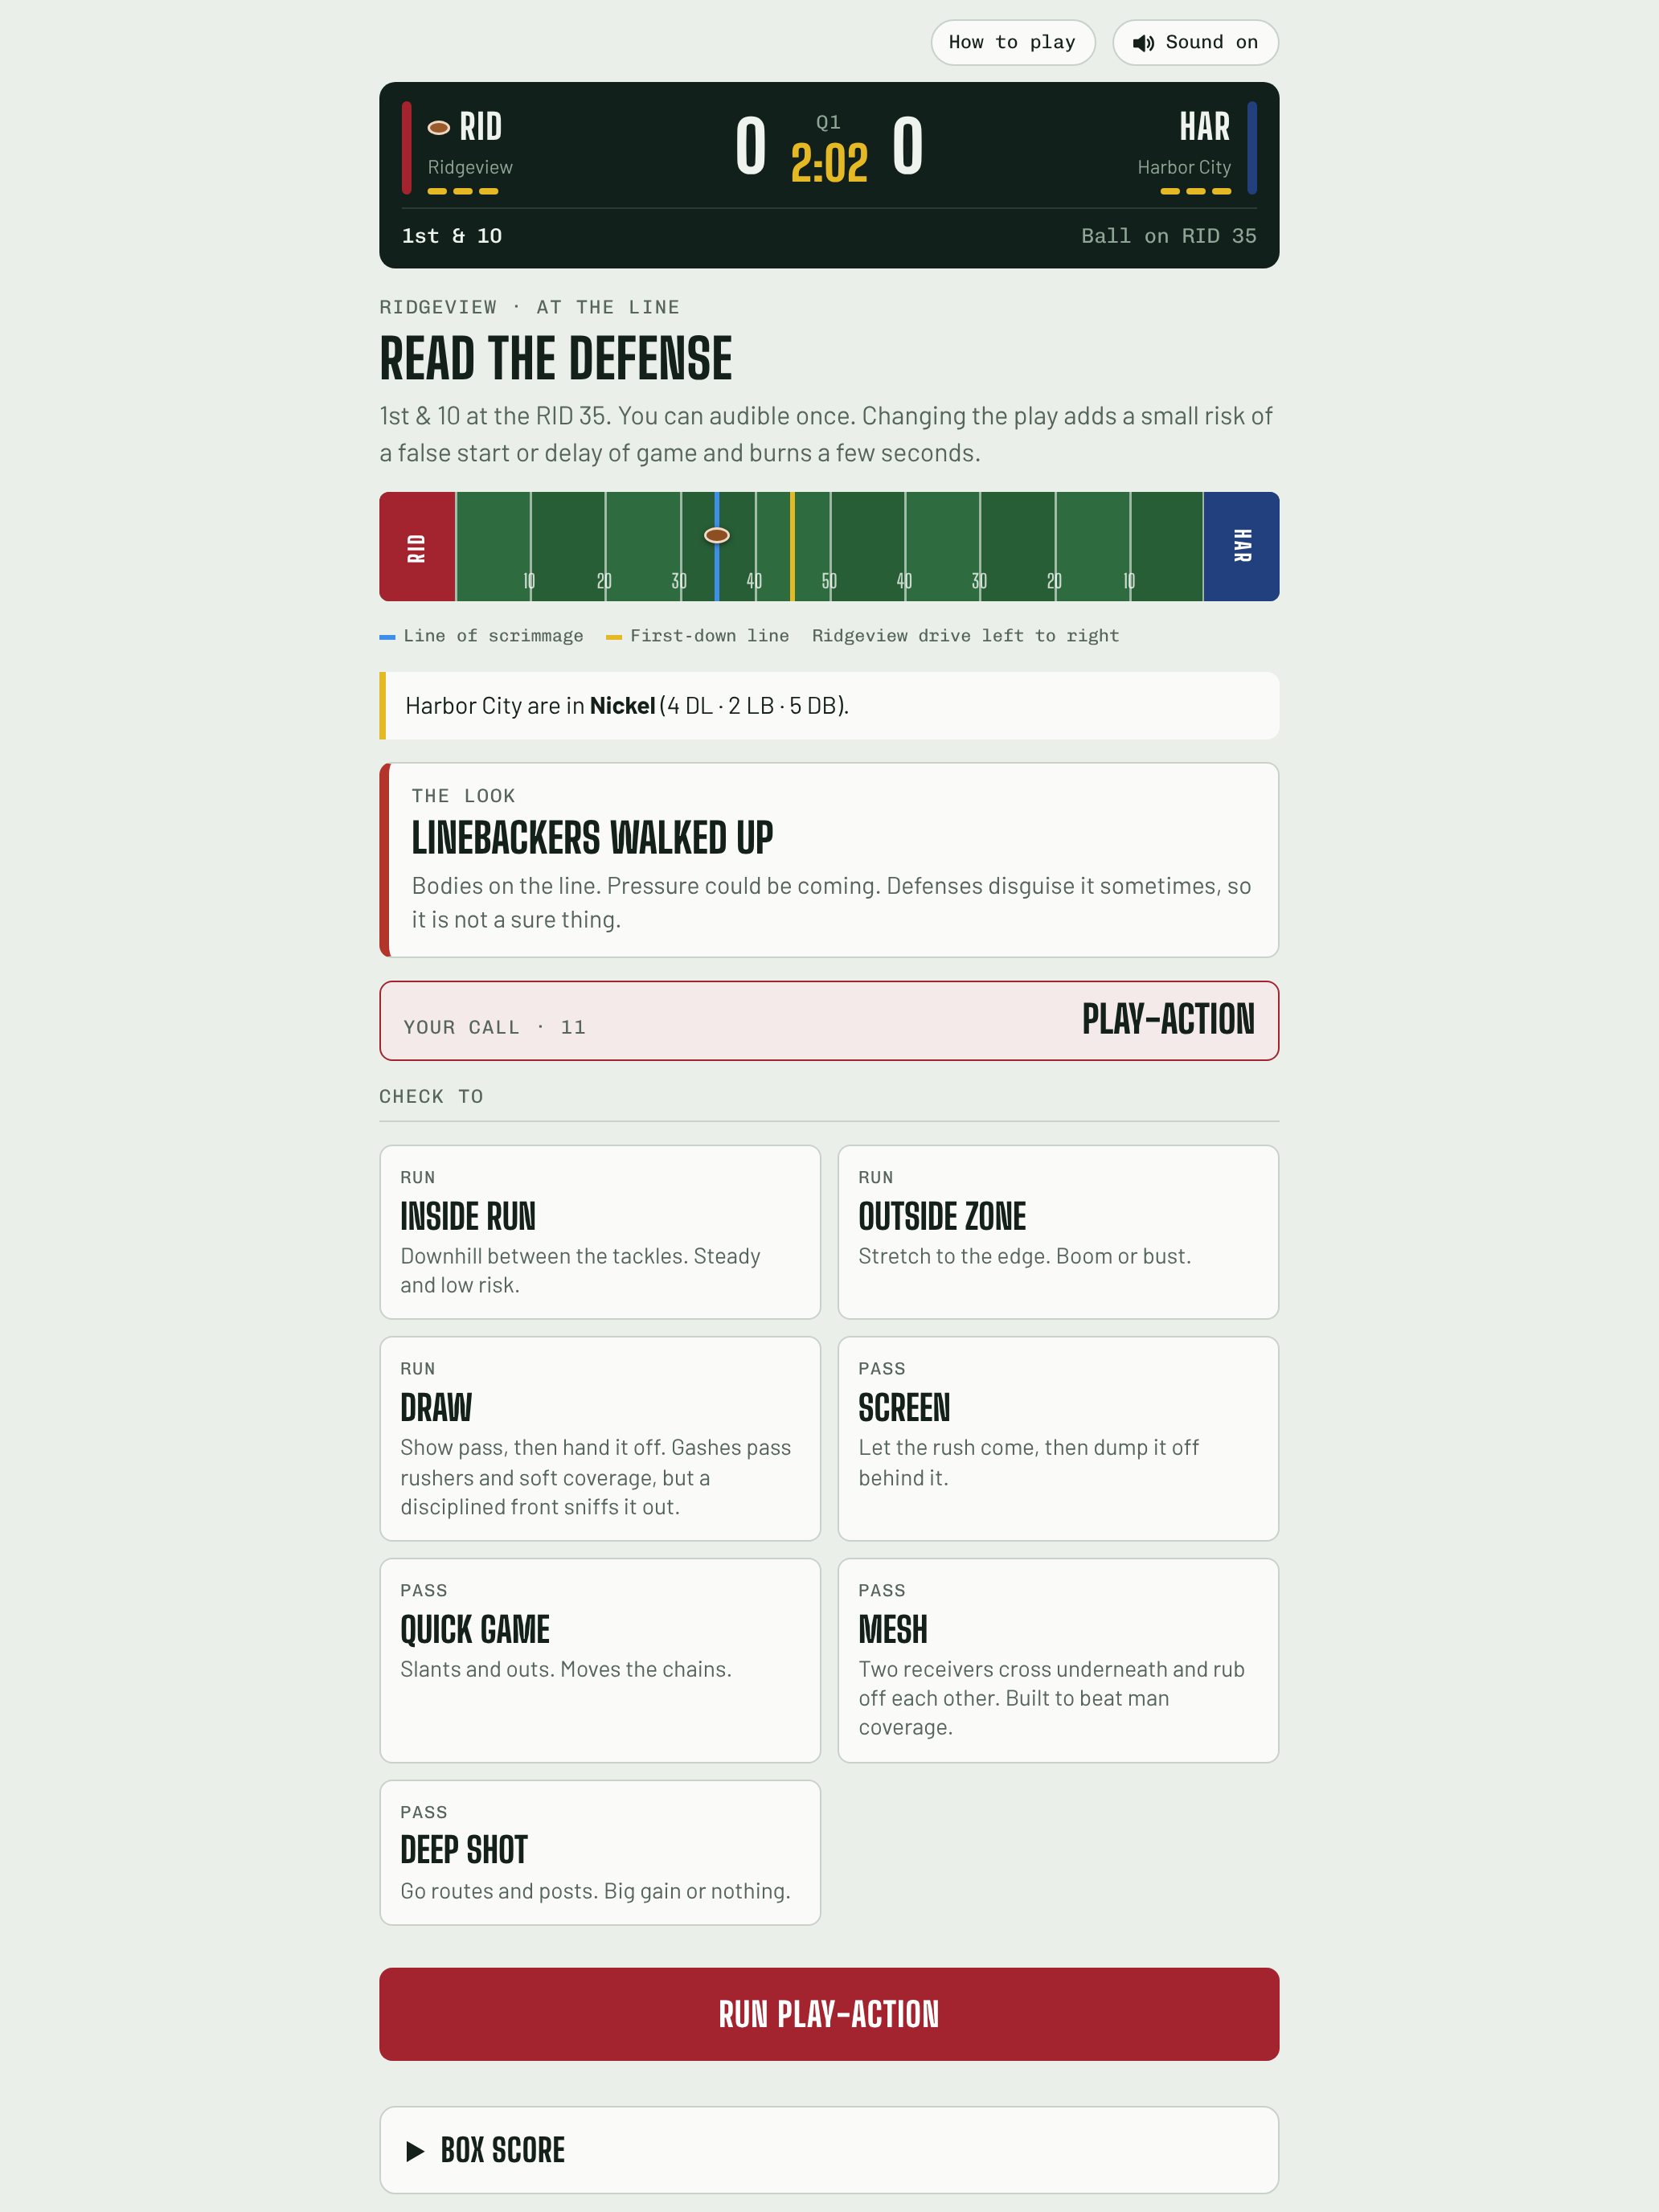 How to play
Sound on
RID
Ridgeview
0
Q1
2:02
0
HAR
Harbor City
1st & 10
Ball on RID 35
RIDGEVIEW · AT THE LINE
READ THE DEFENSE
1st & 10 at the RID 35. You can audible once. Changing the play adds a small risk of
a false start or delay of game and burns a few seconds.
RID
10 20 30 40 50 40 30 20 10
HAR
Line of scrimmage
First-down line
Ridgeview drive left to right
Harbor City are in Nickel (4 DL · 2 LB · 5 DB).
THE LOOK
LINEBACKERS WALKED UP
Bodies on the line. Pressure could be coming. Defenses disguise it sometimes, so
it is not a sure thing.
YOUR CALL · 11
PLAY-ACTION
CHECK TO
RUN
INSIDE RUN
Downhill between the tackles. Steady
and low risk.
RUN
OUTSIDE ZONE
Stretch to the edge. Boom or bust.
RUN
DRAW
Show pass, then hand it off. Gashes pass
rushers and soft coverage, but a
disciplined front sniffs it out.
PASS
SCREEN
Let the rush come, then dump it off
behind it.
PASS
QUICK GAME
Slants and outs. Moves the chains.
PASS
MESH
Two receivers cross underneath and rub
off each other. Built to beat man
coverage.
PASS
DEEP SHOT
Go routes and posts. Big gain or nothing.
RUN PLAY-ACTION
BOX SCORE